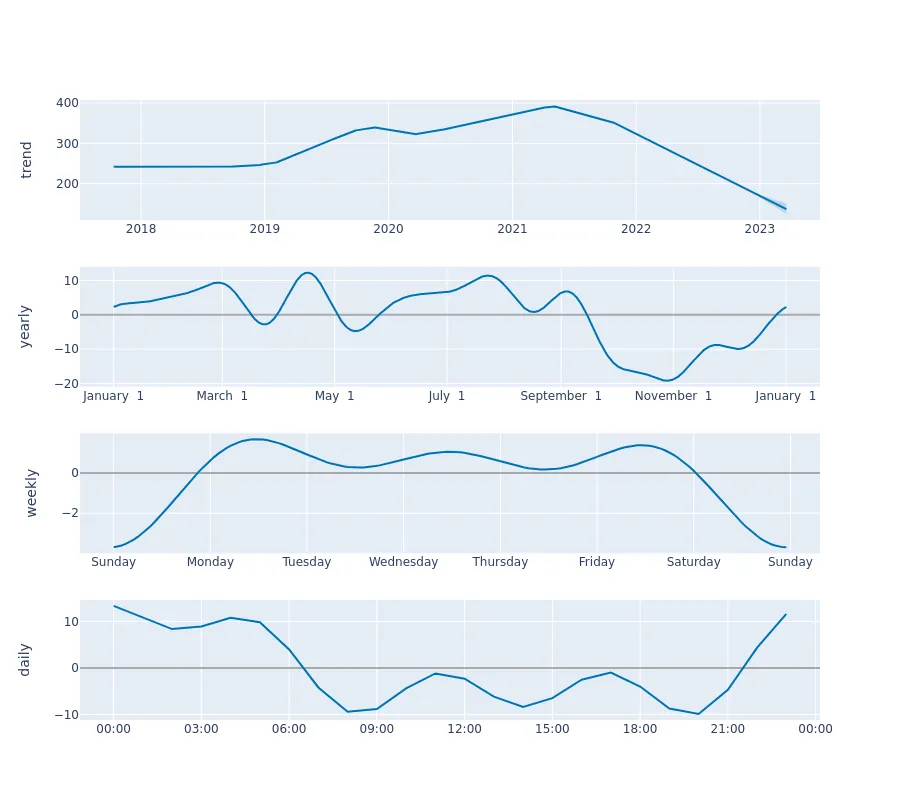 trend
400
300
200
2018 2019 2020 2021 2022 2023
yearly
10
0
−10
−20
January 1 March 1 May 1 July 1 September 1 November 1 January 1
weekly
0
−2
Sunday Monday Tuesday Wednesday Thursday Friday Saturday Sunday
daily
10
0
−10
00:00 03:00 06:00 09:00 12:00 15:00 18:00 21:00 00:00